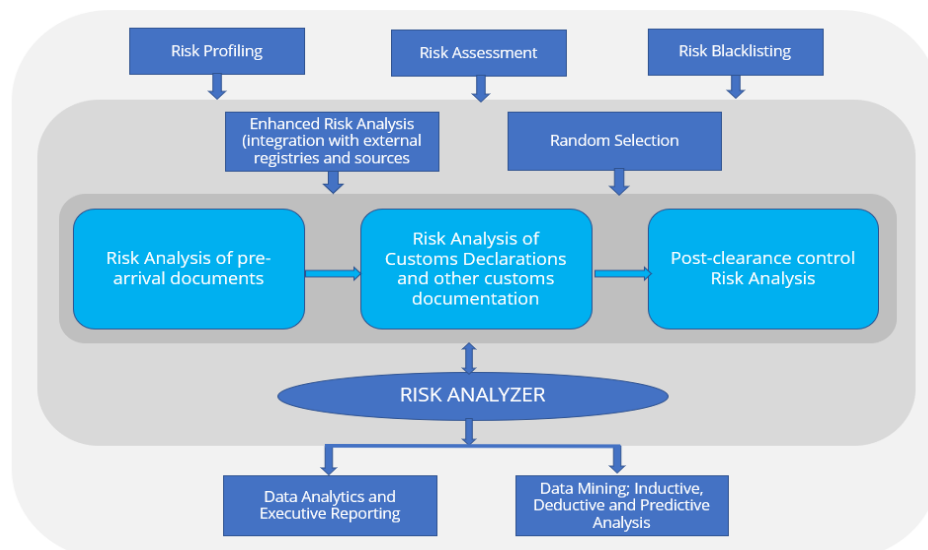 Risk Profiling
Risk Assessment
Risk Blacklisting
Enhanced Risk Analysis
(integration with external
registries and sources
Random Selection
Risk Analysis of pre-
arrival documents
Risk Analysis of
Customs Declarations
and other customs
documentation
Post-clearance control
Risk Analysis
RISK ANALYZER
Data Analytics and
Executive Reporting
Data Mining; Inductive,
Deductive and Predictive
Analysis